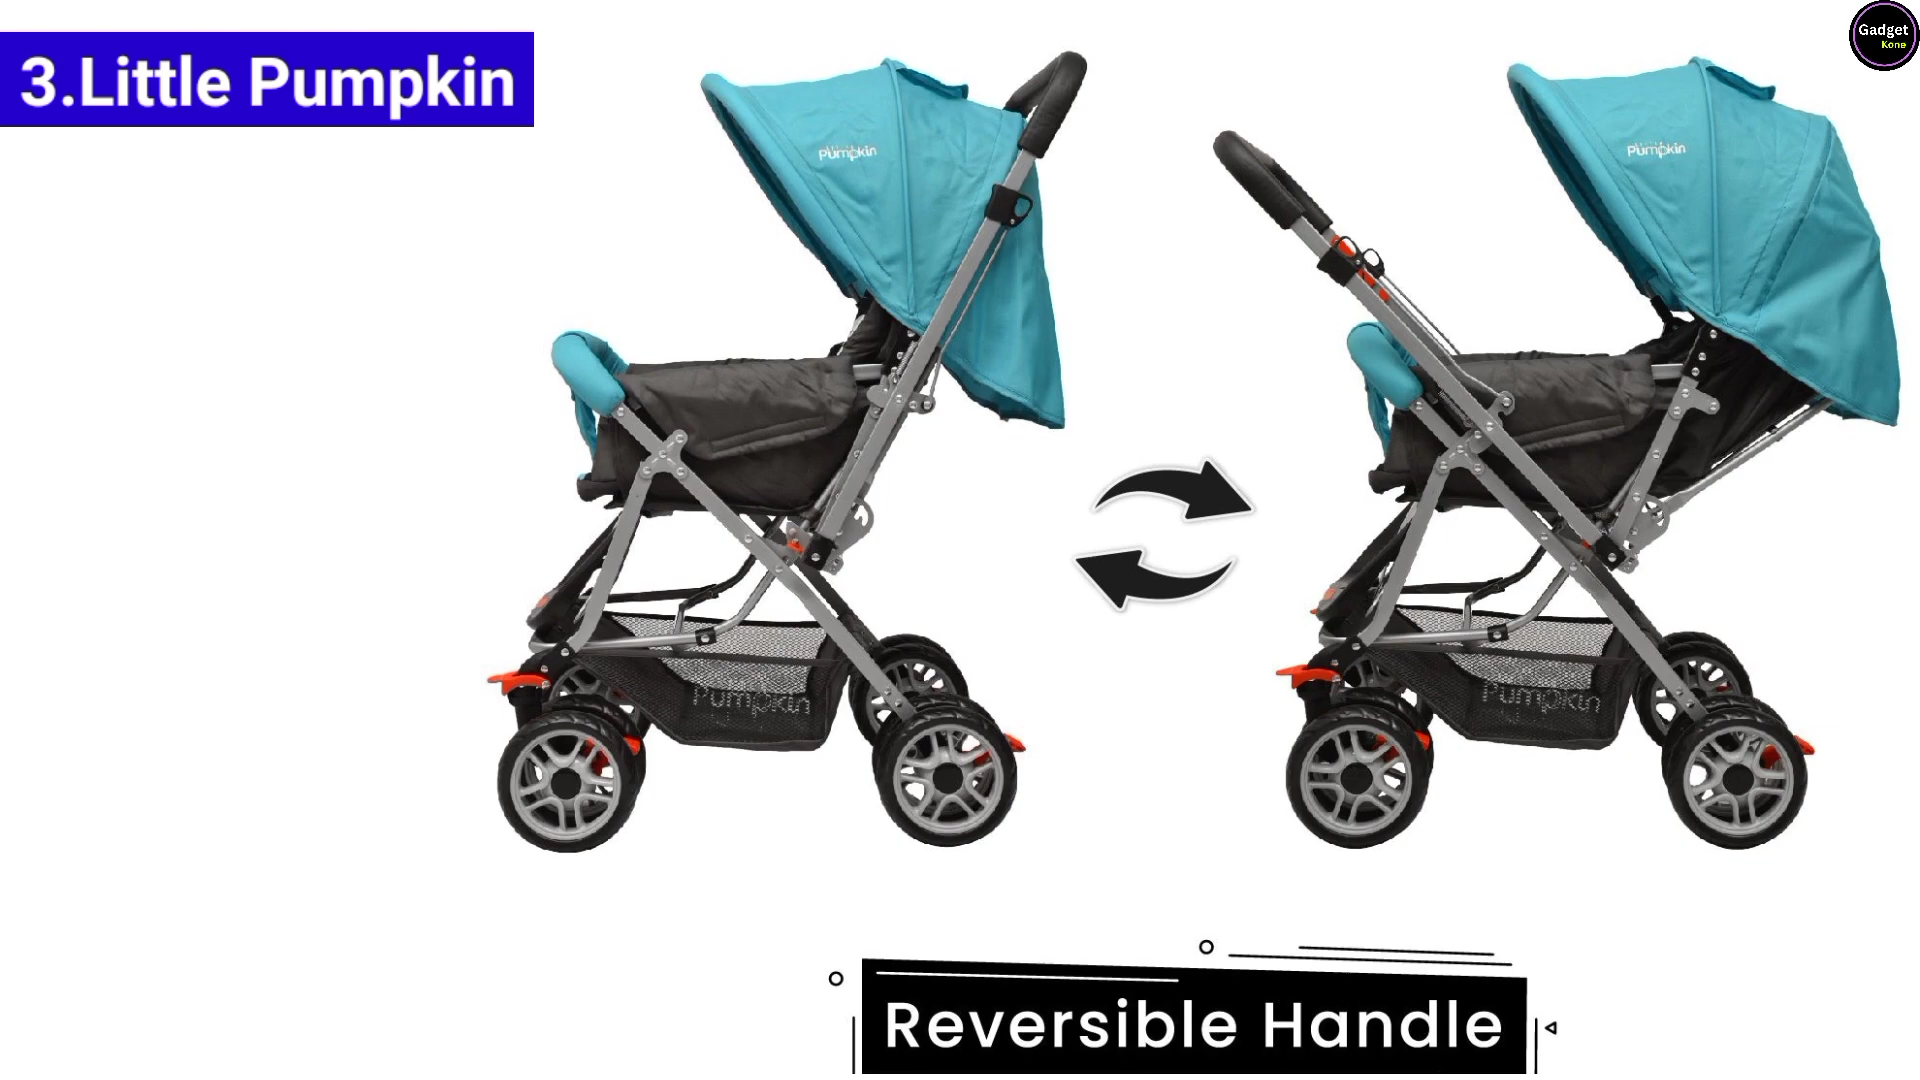 3.Little Pumpkin
Gadget
Kone
Pumpkin
Pumpkin
Pumpkin
Pumpkin
Reversible Handle